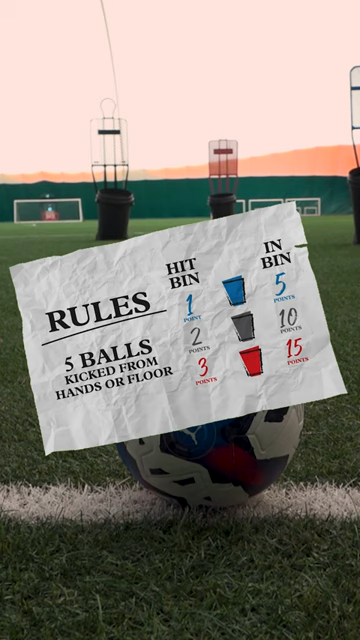 RULES
5 BALLS
KICKED FROM
HANDS OR FLOOR
HIT
BIN
IN
BIN
1
POINT
5
POINTS
2
POINTS
10
POINTS
3
POINTS
15
POINTS